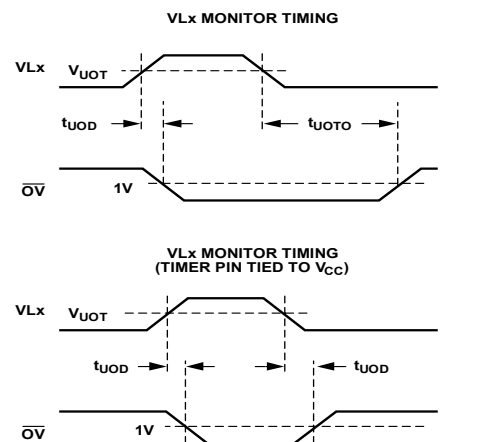 VLx MONITOR TIMING
VLx
VUOT
tUOD
tUOTO
OV
1V
VLx MONITOR TIMING
(TIMER PIN TIED TO VCC)
VLx
VUOT
tUOD
tUOD
OV
1V